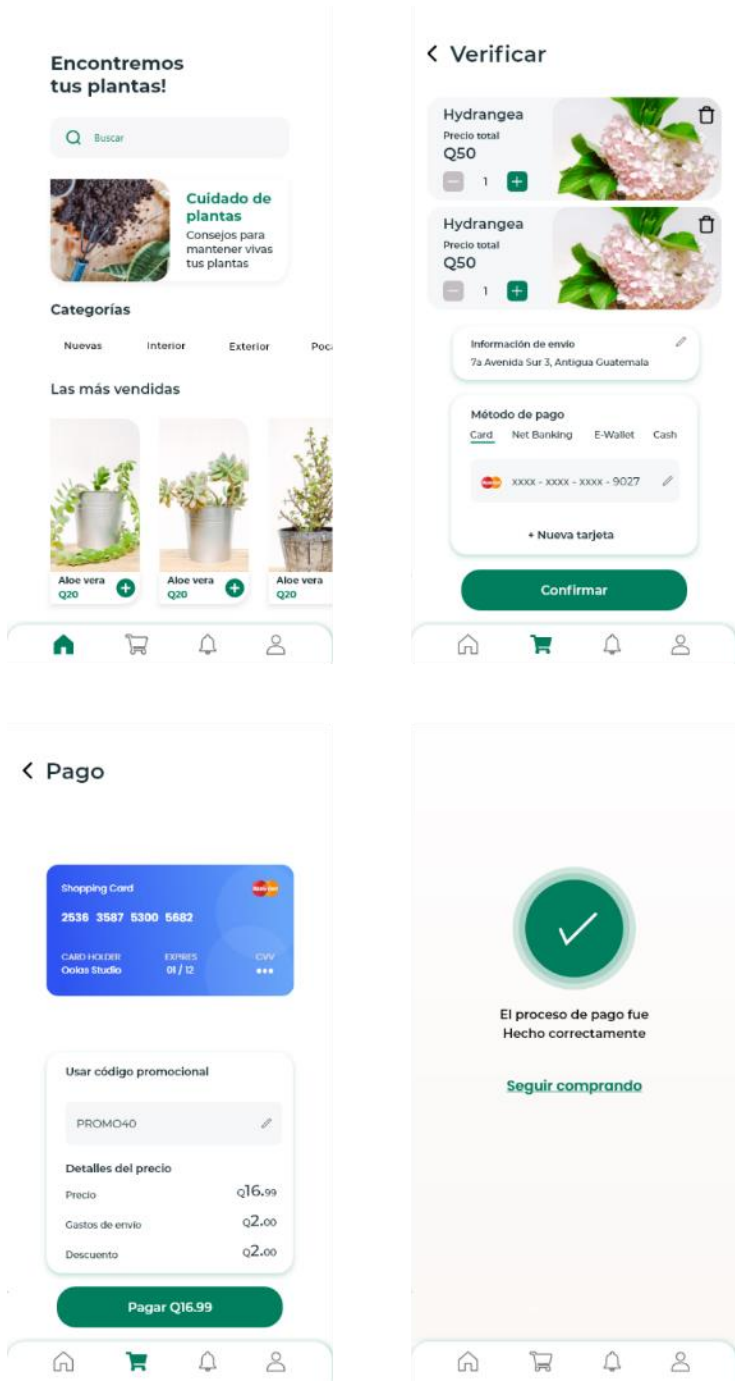 Encontremos
tus plantas!
Buscar
Cuidado de
plantas
Consejos para
mantener vivas
tus plantas
Categorías
Nuevas Interior Exterior Poc
Las más vendidas
Aloe vera
Q20
Aloe vera
Q20
Aloe vera
Q20
Verificar
Hydrangea
Precio total
Q50
1
Hydrangea
Precio total
Q50
1
Información de envío
7a Avenida Sur 3, Antigua Guatemala
Método de pago
Card Net Banking E-Wallet Cash
xxxx - xxxx - xxxx - 9027
+ Nueva tarjeta
Confirmar
Pago
Shopping Card
2536 3587 5300 5682
CARD HOLDER EXPIRES CVV
Oolas Studio 01 / 12
Usar código promocional
PROMO40
Detalles del precio
Precio Q16.99
Gastos de envío Q2.00
Descuento Q2.00
Pagar Q16.99
El proceso de pago fue
Hecho correctamente
Seguir comprando